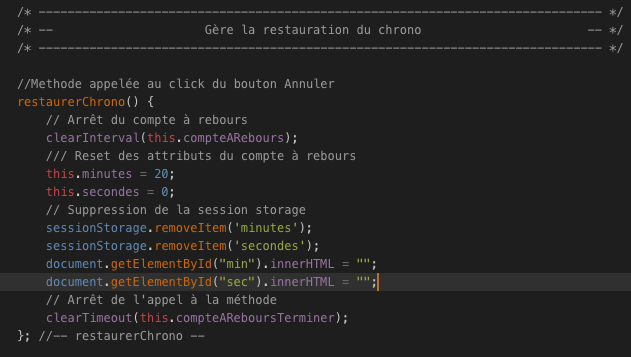 /* ------------------------------------------------------------------------------ */
/* -- Gère la restauration du chrono -- */
/* ------------------------------------------------------------------------------ */
//Methode appelée au click du bouton Annuler
restaurerChrono() {
// Arrêt du compte à rebours
clearInterval(this.compteARebours);
/// Reset des attributs du compte à rebours
this.minutes = 20;
this.secondes = 0;
// Suppression de la session storage
sessionStorage.removeItem('minutes');
sessionStorage.removeItem('secondes');
document.getElementById("min").innerHTML = "";
document.getElementById("sec").innerHTML = "";
// Arrêt de l'appel à la méthode
clearTimeout(this.compteAReboursTerminer);
}; //-- restaurerChrono --